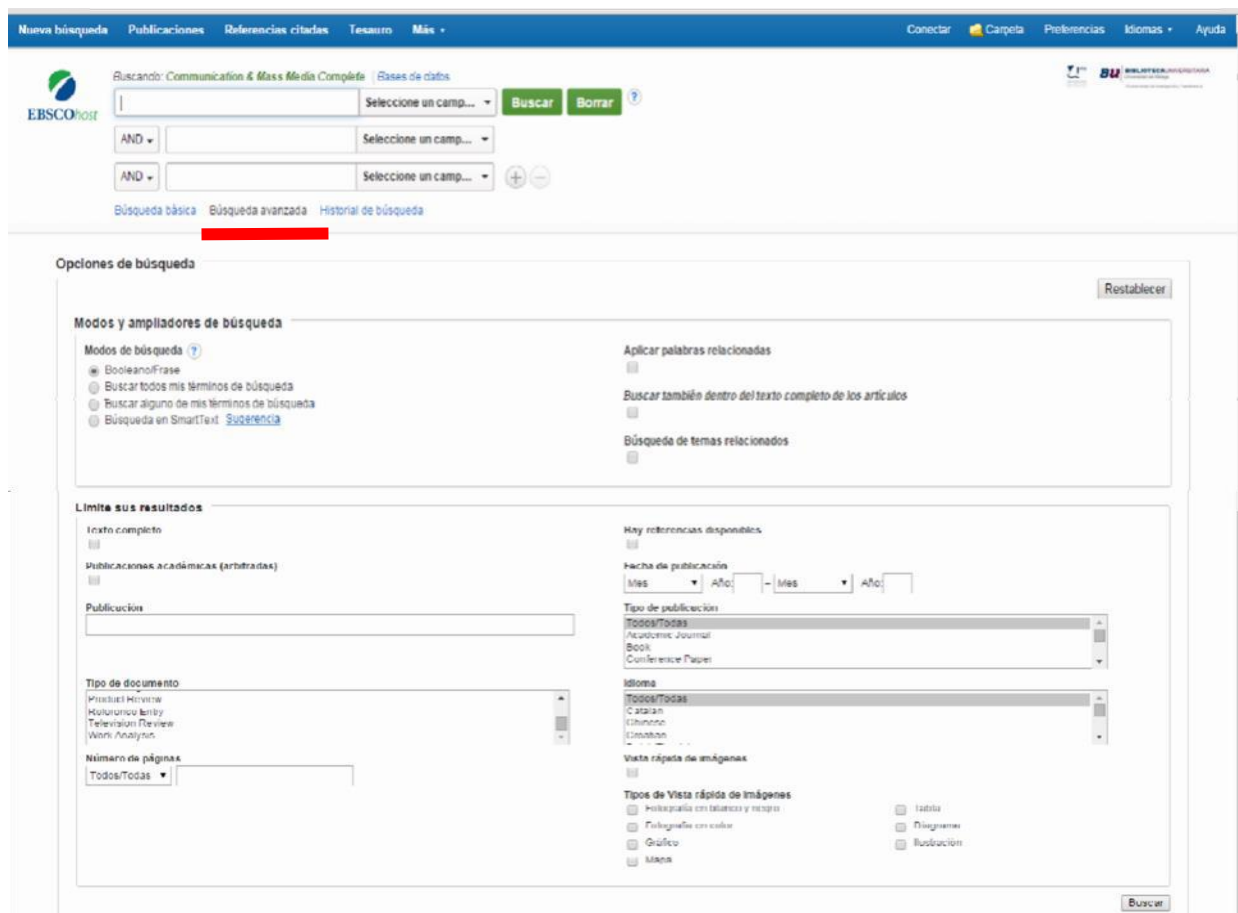 Nueva búsqueda Publicaciones Referencias citadas Tesauro Más
Conectar Carpeta Preferencias Idiomas Ayuda
Buscando: Communication & Mass Media Complete | Bases de datos
EBSCOhost
Seleccione un camp... Buscar Borrar ?
AND Seleccione un camp...
AND Seleccione un camp... + −
BU BIBLIOTECA UNIVERSITARIA
Búsqueda básica Búsqueda avanzada Historial de búsqueda
Opciones de búsqueda
Restablecer
Modos y ampliadores de búsqueda
Modos de búsqueda ?
Booleano/Frase
Buscar todos mis términos de búsqueda
Buscar alguno de mis términos de búsqueda
Búsqueda en SmartText Sugerencia
Aplicar palabras relacionadas
Buscar también dentro del texto completo de los artículos
Búsqueda de temas relacionados
Limite sus resultados
Texto completo
Hay referencias disponibles
Publicaciones académicas (arbitradas)
Fecha de publicación
Mes Año: – Mes Año:
Publicación
Tipo de publicación
Todos/Todas
Academic Journal
Book
Conference Paper
Tipo de documento
Product Review
Reference Entry
Television Review
Work Analysis
Idioma
Todos/Todas
Catalan
Chinese
Croatian
Número de páginas
Todos/Todas
Vista rápida de imágenes
Tipos de Vista rápida de imágenes
Fotografía en blanco y negro Tabla
Fotografía en color Diagrama
Gráfico Ilustración
Mapa
Buscar